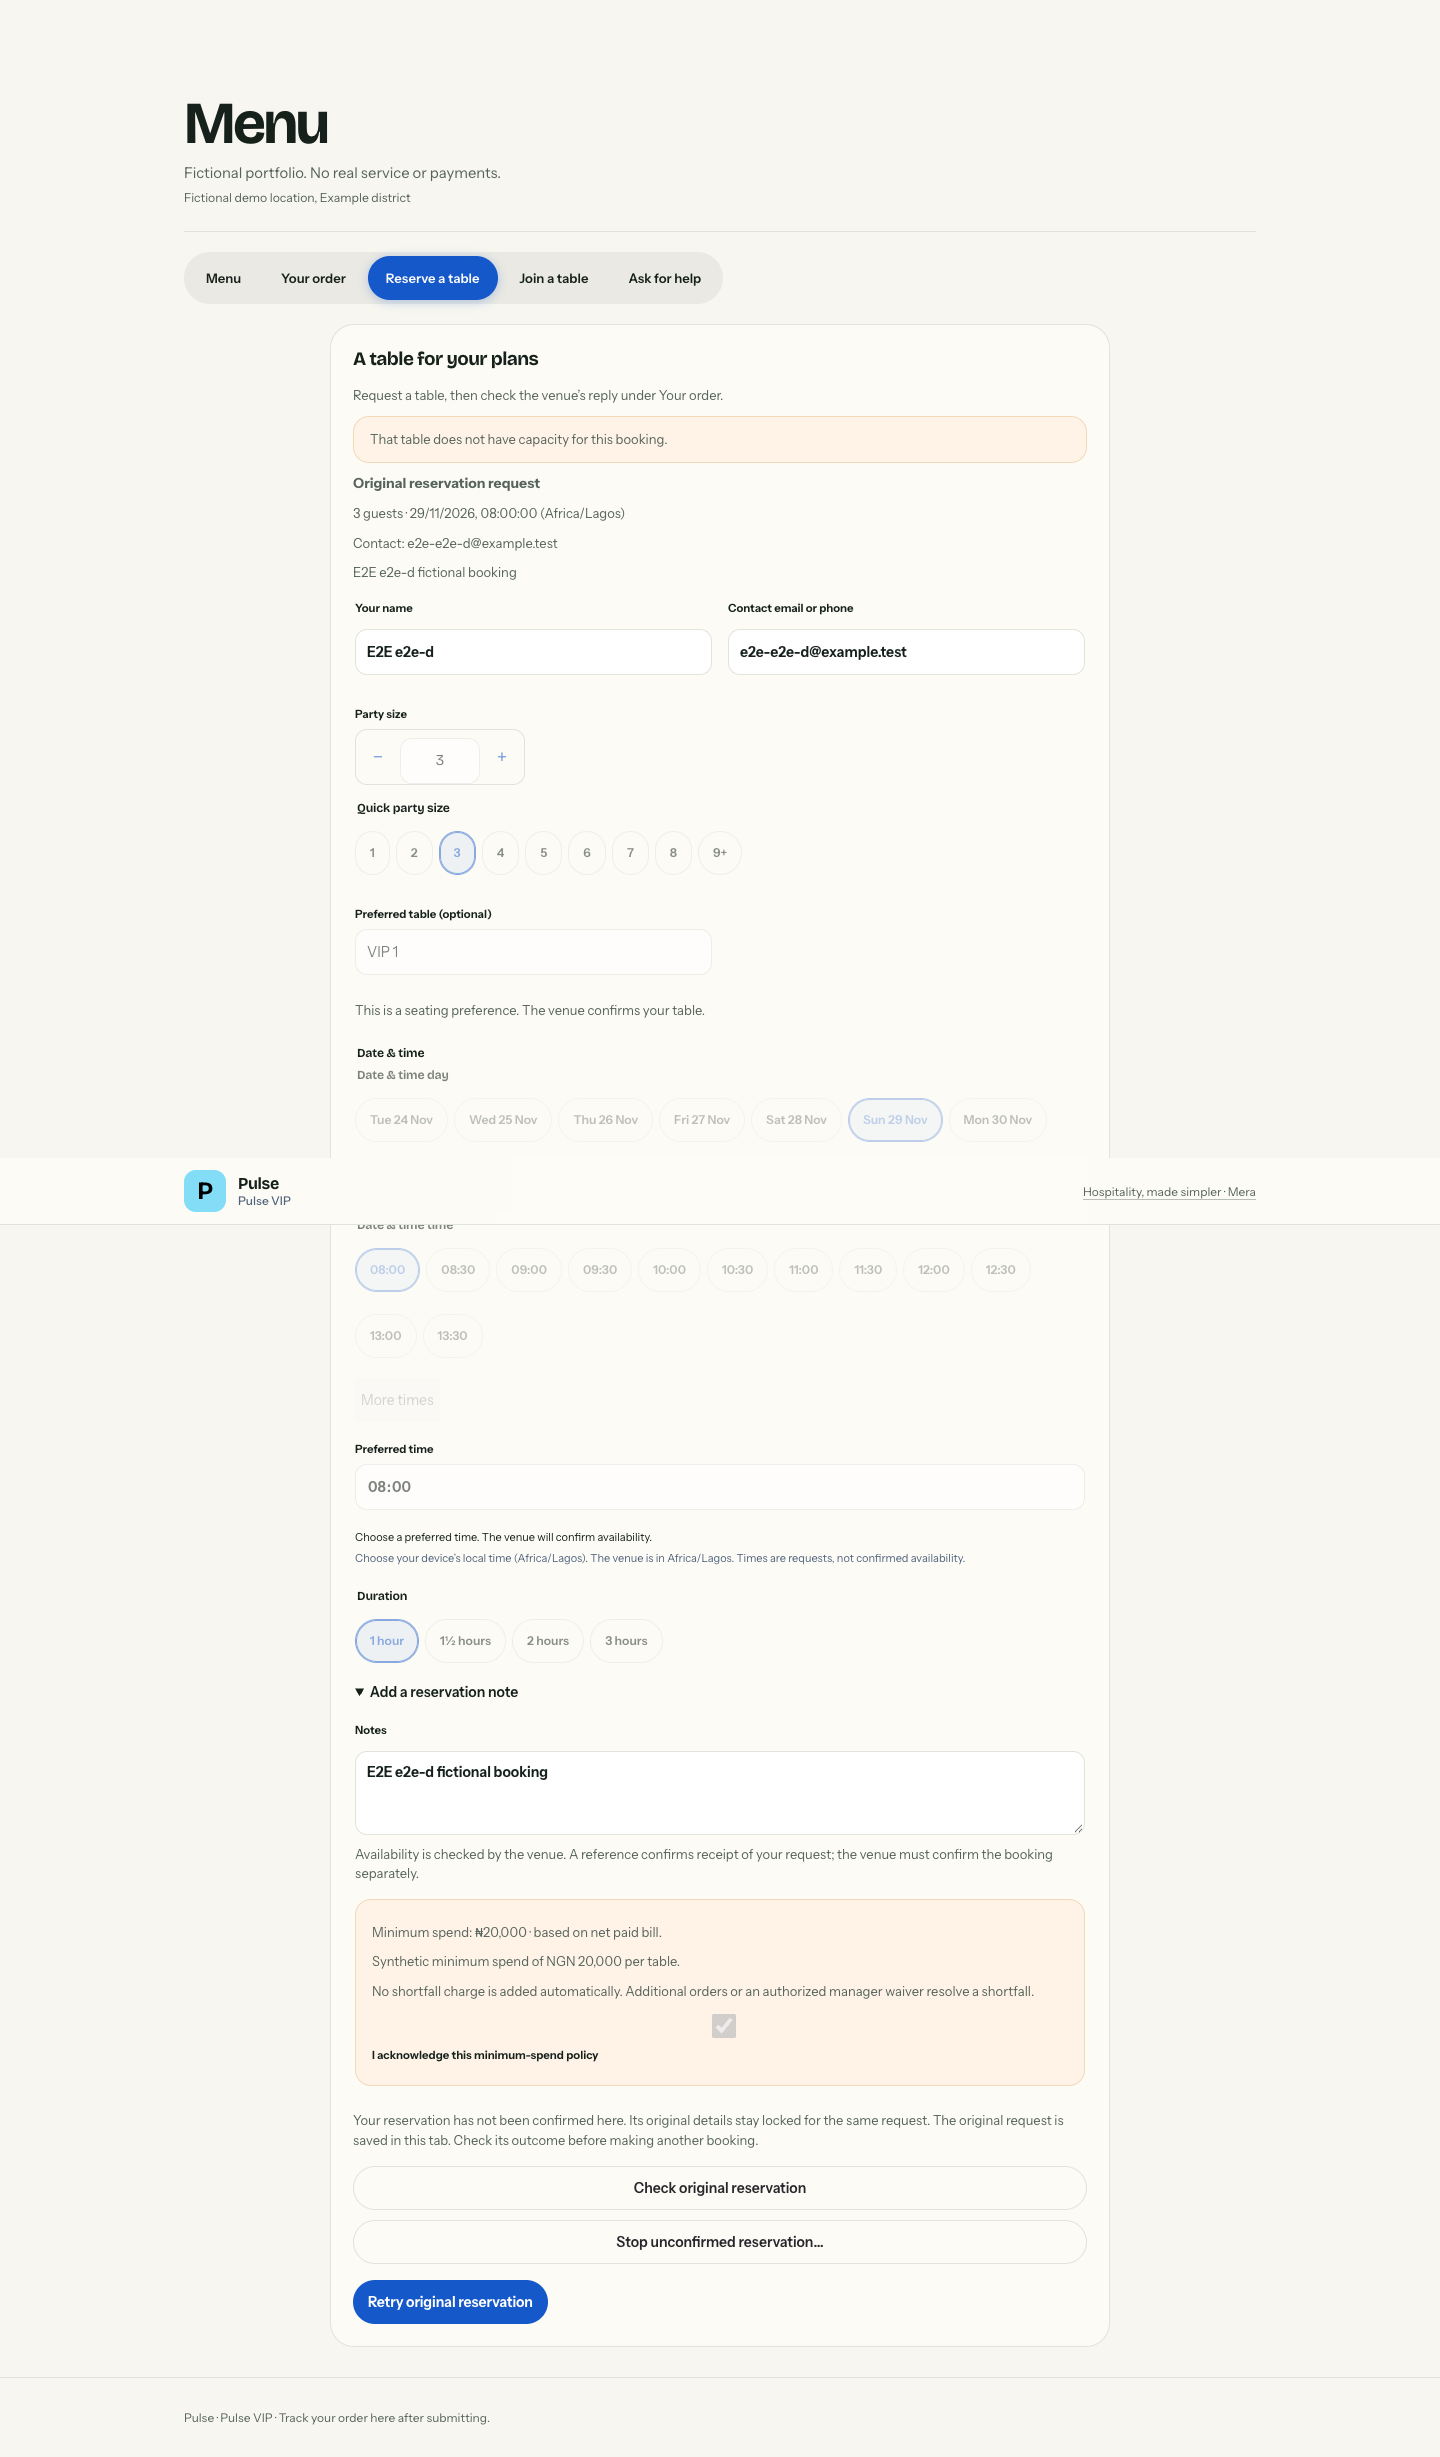 Menu
Fictional portfolio. No real service or payments.
Fictional demo location, Example district
Menu Your order Reserve a table Join a table Ask for help
A table for your plans
Request a table, then check the venue's reply under Your order.
That table does not have capacity for this booking.
Original reservation request
3 guests · 29/11/2026, 08:00:00 (Africa/Lagos)
Contact: e2e-e2e-d@example.test
E2E e2e-d fictional booking
Your name Contact email or phone
E2E e2e-d e2e-e2e-d@example.test
Party size
− 3 +
Quick party size
1 2 3 4 5 6 7 8 9+
Preferred table (optional)
VIP 1
This is a seating preference. The venue confirms your table.
Date & time
Date & time day
Tue 24 Nov Wed 25 Nov Thu 26 Nov Fri 27 Nov Sat 28 Nov Sun 29 Nov Mon 30 Nov
P Pulse
Pulse VIP
Hospitality, made simpler · Mera
Date & time time
08:00 08:30 09:00 09:30 10:00 10:30 11:00 11:30 12:00 12:30
13:00 13:30
More times
Preferred time
08:00
Choose a preferred time. The venue will confirm availability.
Choose your device's local time (Africa/Lagos). The venue is in Africa/Lagos. Times are requests, not confirmed availability.
Duration
1 hour 1½ hours 2 hours 3 hours
▼ Add a reservation note
Notes
E2E e2e-d fictional booking
Availability is checked by the venue. A reference confirms receipt of your request; the venue must confirm the booking
separately.
Minimum spend: ₦20,000 · based on net paid bill.
Synthetic minimum spend of NGN 20,000 per table.
No shortfall charge is added automatically. Additional orders or an authorized manager waiver resolve a shortfall.
I acknowledge this minimum-spend policy
Your reservation has not been confirmed here. Its original details stay locked for the same request. The original request is
saved in this tab. Check its outcome before making another booking.
Check original reservation
Stop unconfirmed reservation...
Retry original reservation
Pulse · Pulse VIP · Track your order here after submitting.